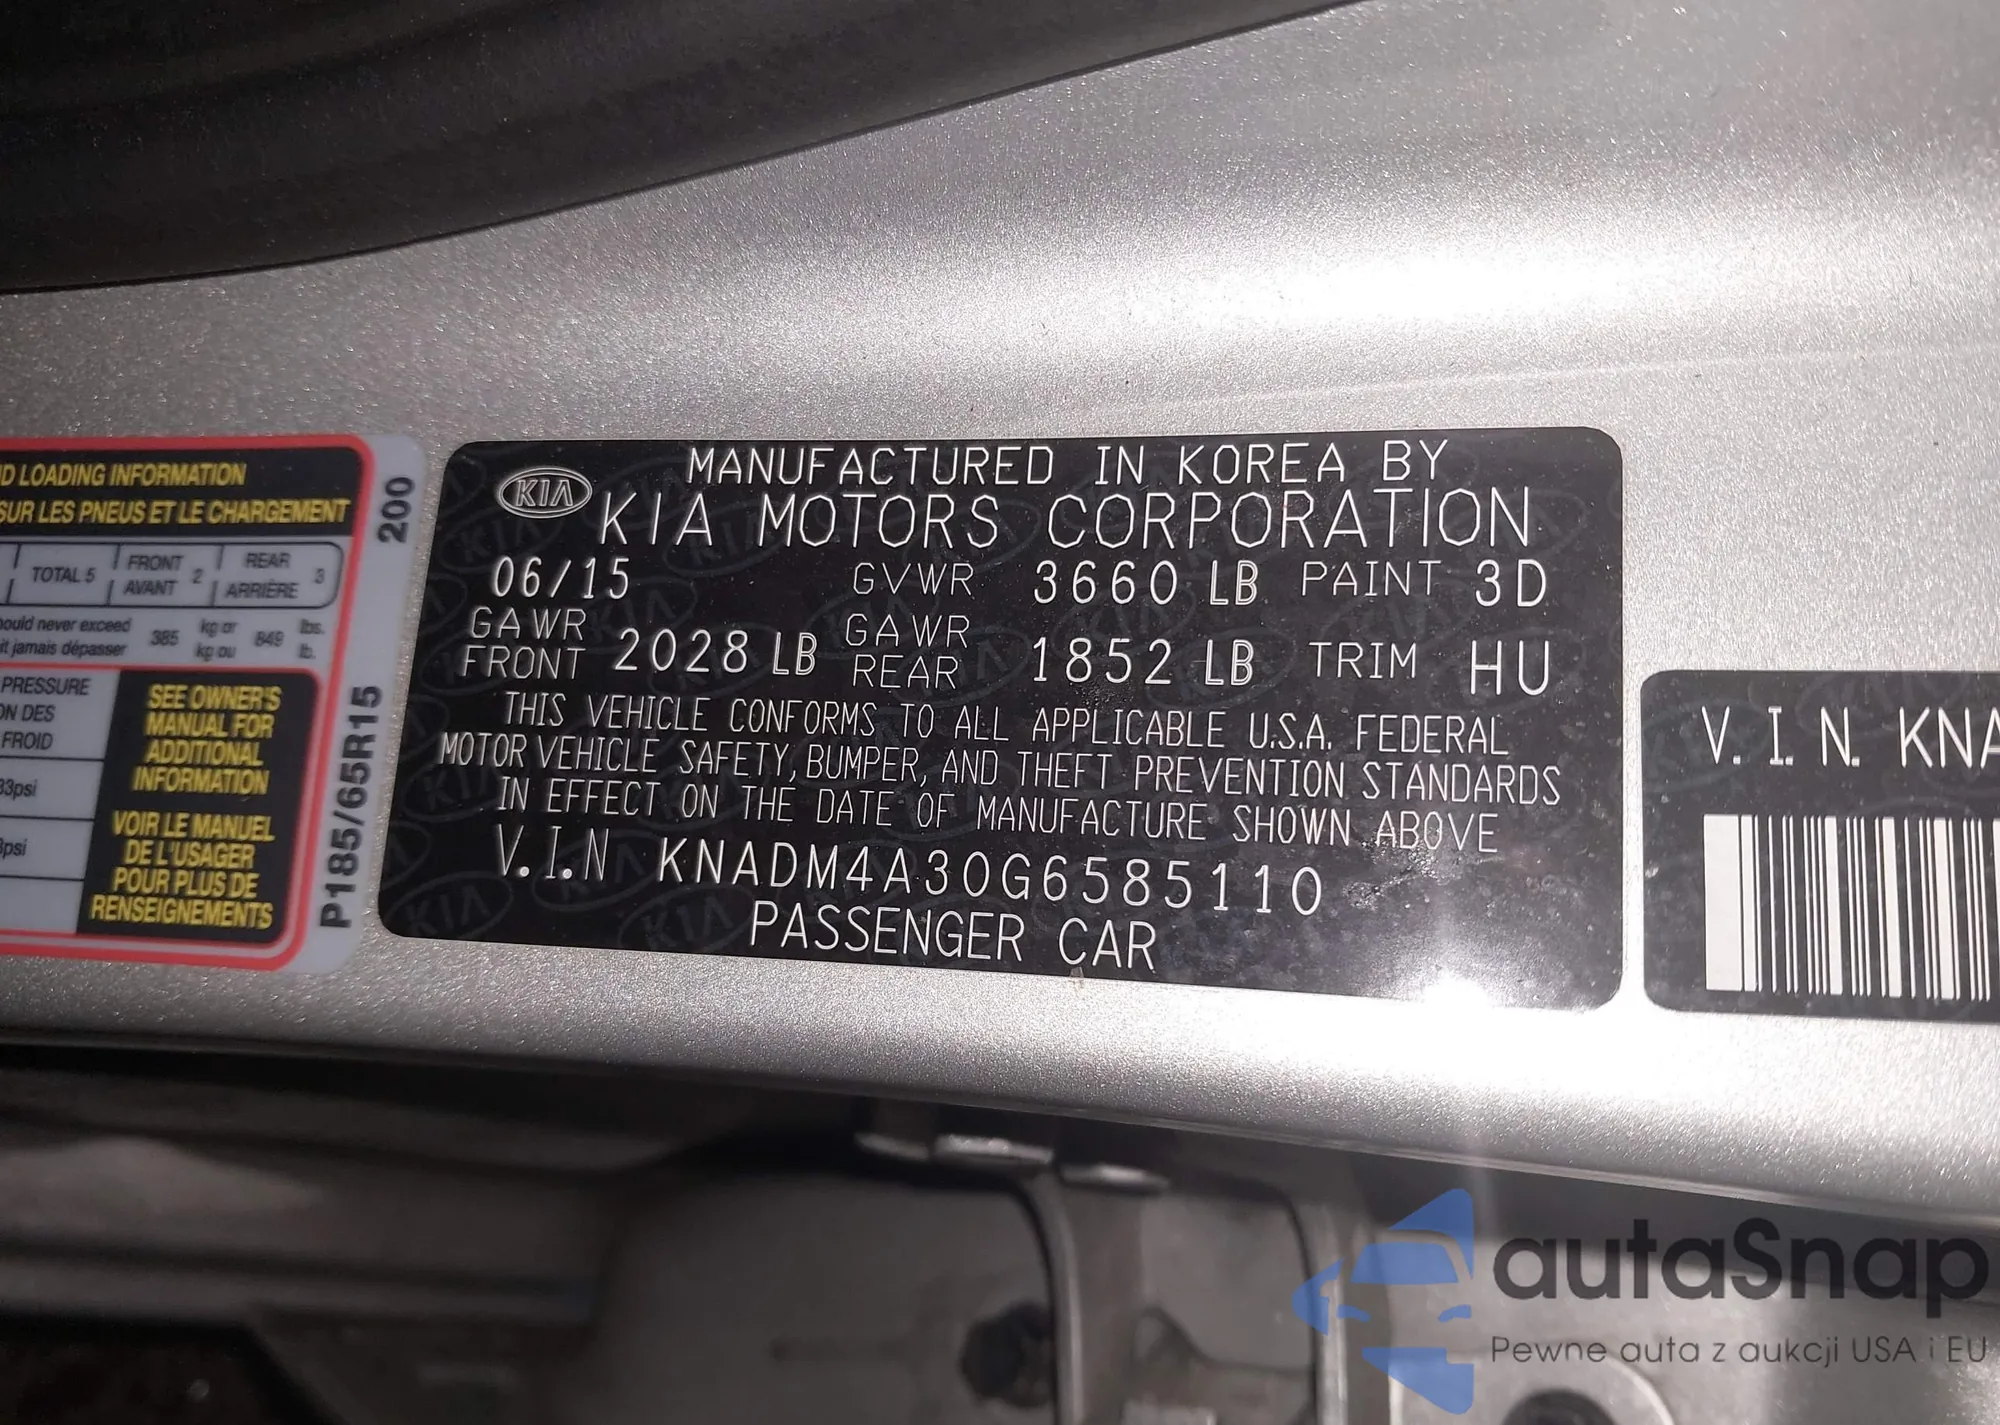 ND LOADING INFORMATION
SUR LES PNEUS ET LE CHARGEMENT
TOTAL 5 FRONT AVANT 2 REAR ARRIÈRE 3
hould never exceed 385 kg or 849 lbs.
it jamais dépasser kg ou lb.
PRESSURE
ON DES
FROID
33psi
3psi
SEE OWNER'S
MANUAL FOR
ADDITIONAL
INFORMATION
VOIR LE MANUEL
DE L'USAGER
POUR PLUS DE
RENSEIGNEMENTS
200
P185/65R15
KIA
MANUFACTURED IN KOREA BY
KIA MOTORS CORPORATION
06/15 GVWR 3660 LB PAINT 3D
GAWR FRONT 2028 LB GAWR REAR 1852 LB TRIM HU
THIS VEHICLE CONFORMS TO ALL APPLICABLE U.S.A. FEDERAL
MOTOR VEHICLE SAFETY, BUMPER, AND THEFT PREVENTION STANDARDS
IN EFFECT ON THE DATE OF MANUFACTURE SHOWN ABOVE
V.I.N KNADM4A30G6585110
PASSENGER CAR
V. I. N. KNA
autaSnap
Pewne auta z aukcji USA i EU